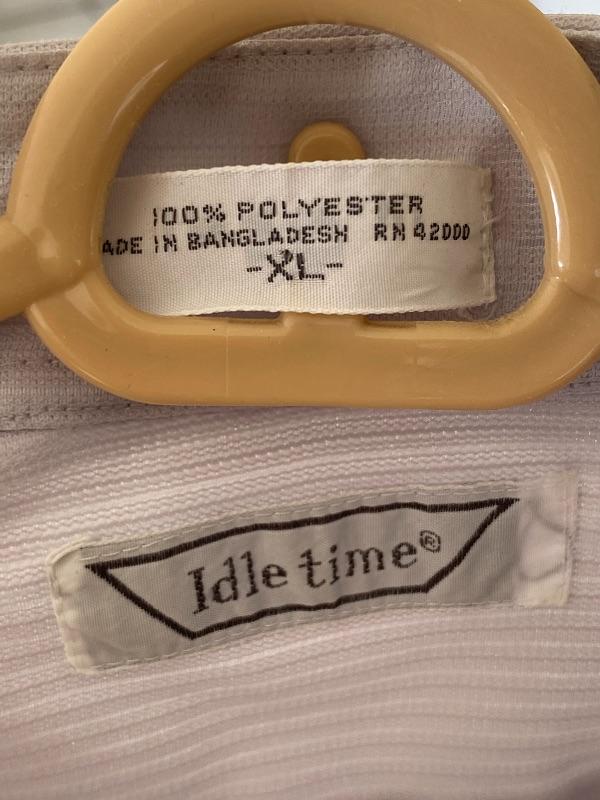 100% POLYESTER
ADE IN BANGLADESH RN 42000
-XL-
Idle time®